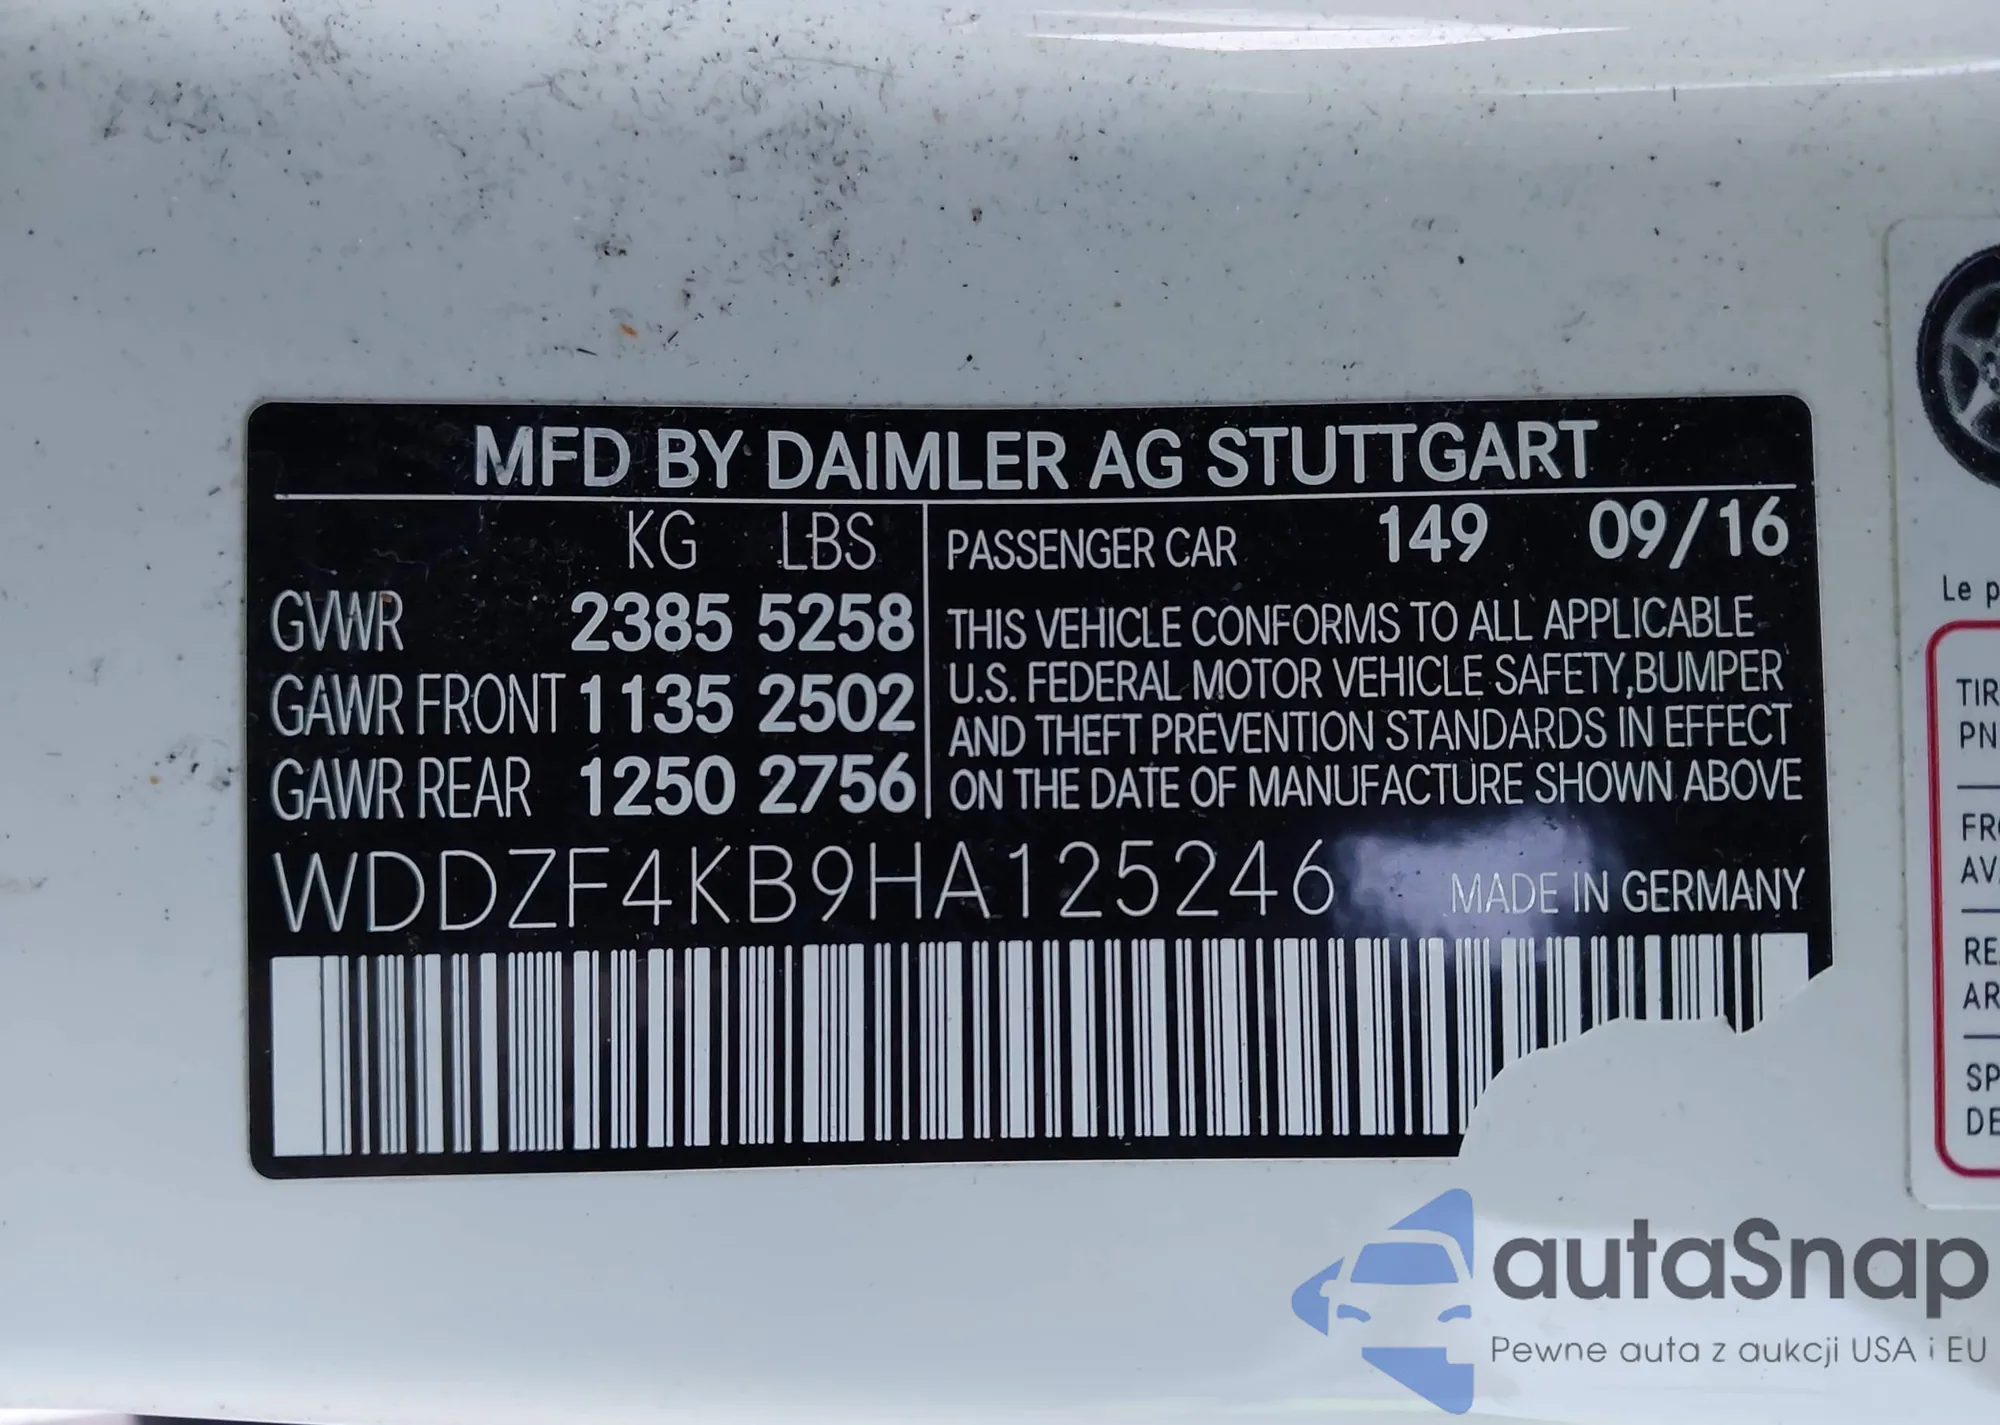 MFD BY DAIMLER AG STUTTGART
KG LBS
GVWR 2385 5258
GAWR FRONT 1135 2502
GAWR REAR 1250 2756
PASSENGER CAR 149 09/16
THIS VEHICLE CONFORMS TO ALL APPLICABLE
U.S. FEDERAL MOTOR VEHICLE SAFETY,BUMPER
AND THEFT PREVENTION STANDARDS IN EFFECT
ON THE DATE OF MANUFACTURE SHOWN ABOVE
WDDZF4KB9HA125246 MADE IN GERMANY
Le
autaSnap
Pewne auta z aukcji USA i EU